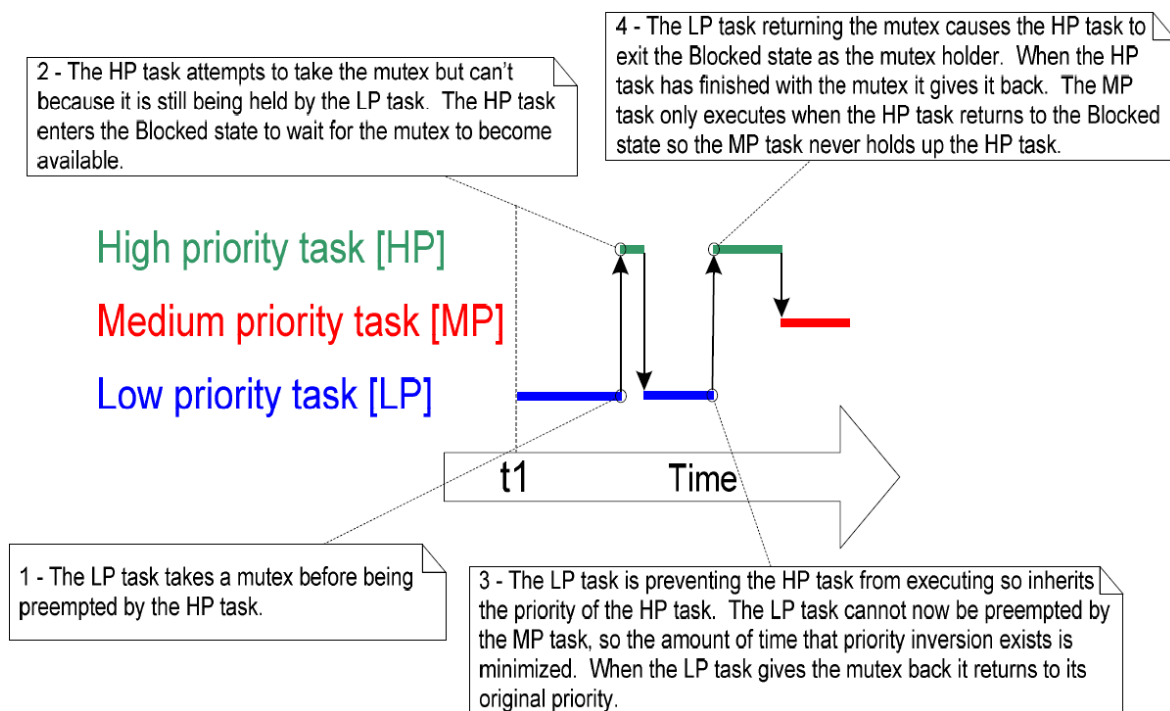 2 - The HP task attempts to take the mutex but can't
because it is still being held by the LP task.  The HP task
enters the Blocked state to wait for the mutex to become
available.
4 - The LP task returning the mutex causes the HP task to
exit the Blocked state as the mutex holder.  When the HP
task has finished with the mutex it gives it back.  The MP
task only executes when the HP task returns to the Blocked
state so the MP task never holds up the HP task.
High priority task [HP]
Medium priority task [MP]
Low priority task [LP]
t1
Time
1 - The LP task takes a mutex before being
preempted by the HP task.
3 - The LP task is preventing the HP task from executing so inherits
the priority of the HP task.  The LP task cannot now be preempted by
the MP task, so the amount of time that priority inversion exists is
minimized.  When the LP task gives the mutex back it returns to its
original priority.